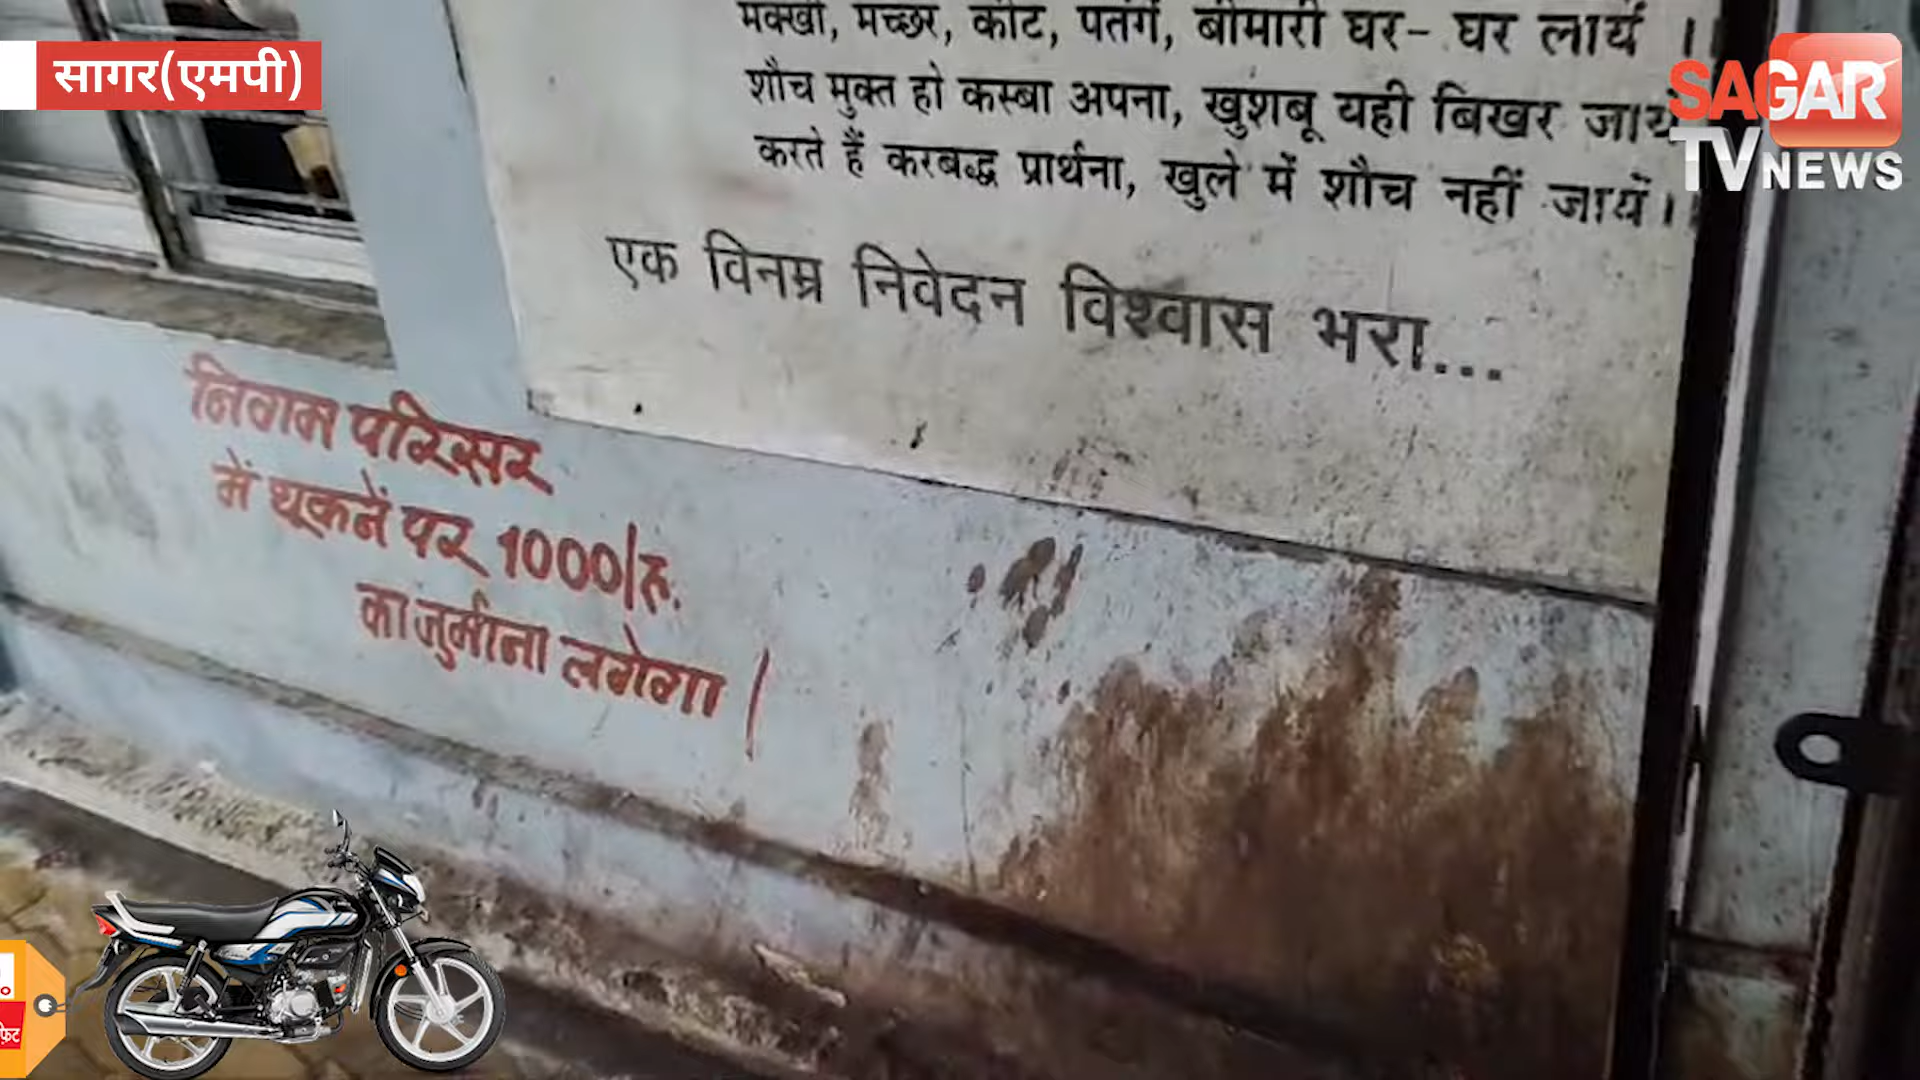 मक्खी, मच्छर, कीट, पतंगे, बीमारी घर- घर लायें ।
शौच मुक्त हो कस्बा अपना, खुशबू यही बिखर जाये
करते हैं करबद्ध प्रार्थना, खुले में शौच नहीं जायें।
एक विनम्र निवेदन विश्वास भरा...
सागर(एमपी)
SAGAR
TV NEWS
निगम परिसर
में थूकनें पर 1000/रु.
का जुर्माना लगेगा।